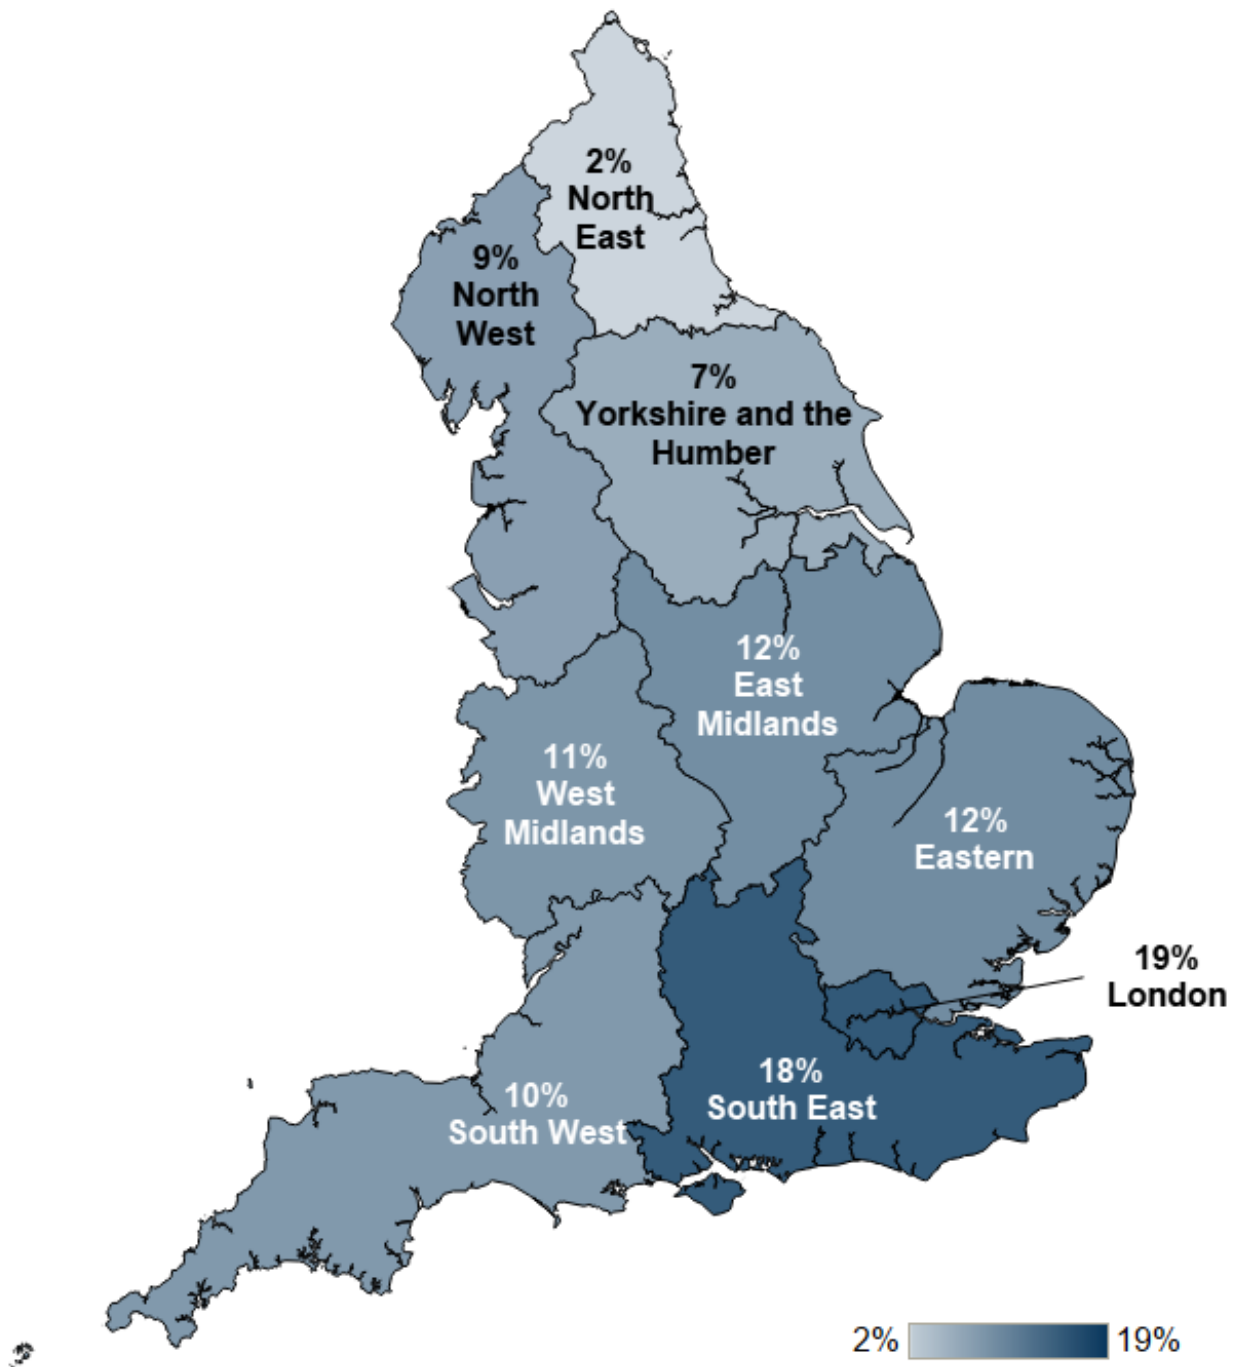 2%
North
East
9%
North
West
7%
Yorkshire and the
Humber
12%
East
Midlands
11%
West
Midlands
12%
Eastern
19%
London
18%
South East
10%
South West
2%
19%